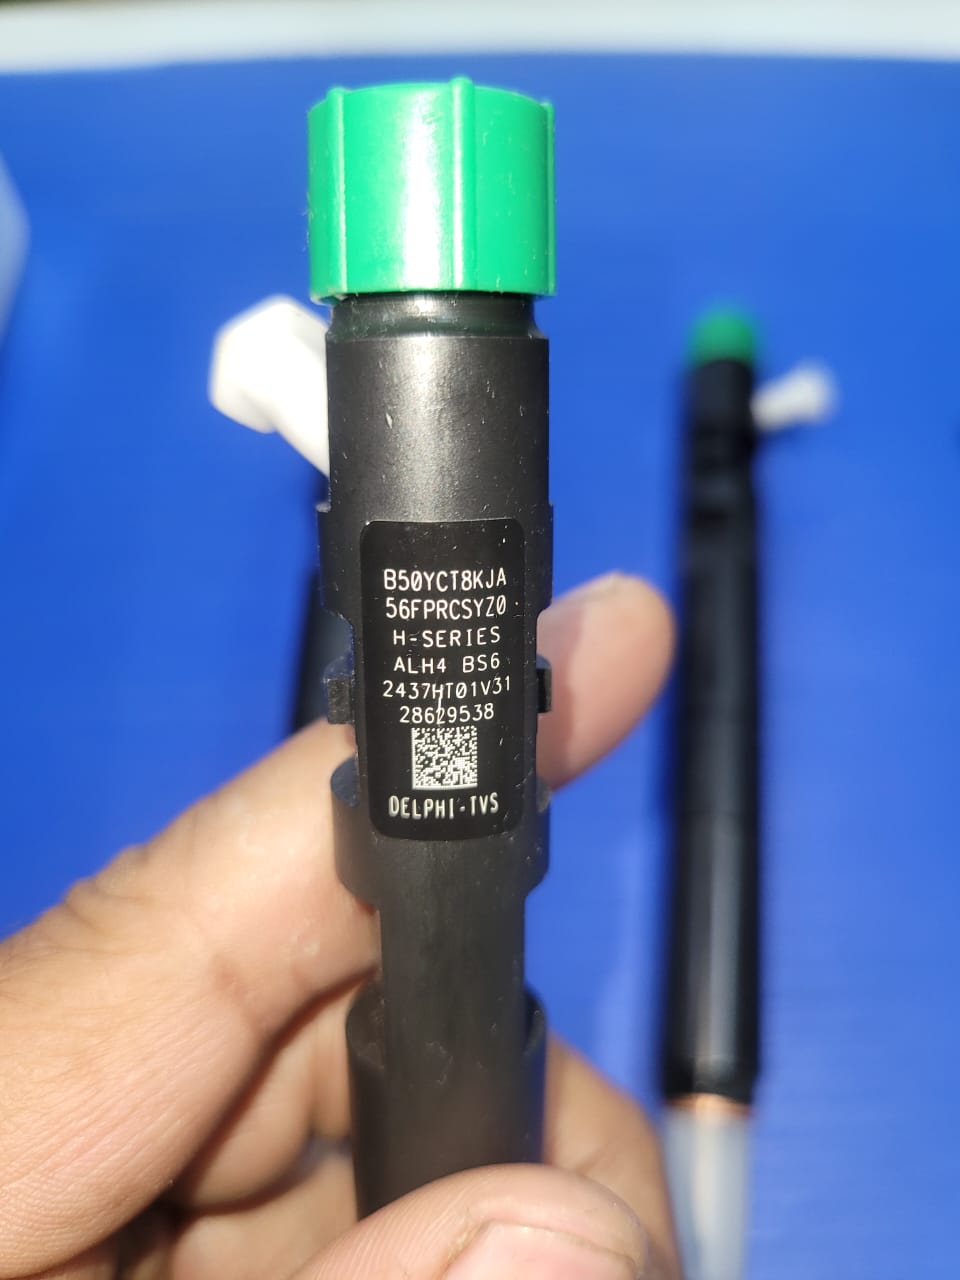 B50YCT8KJA
56FPRCSYZ0
H-SERIES
ALH4 BS6
2437HT01V31
28629538
DELPHI-TVS